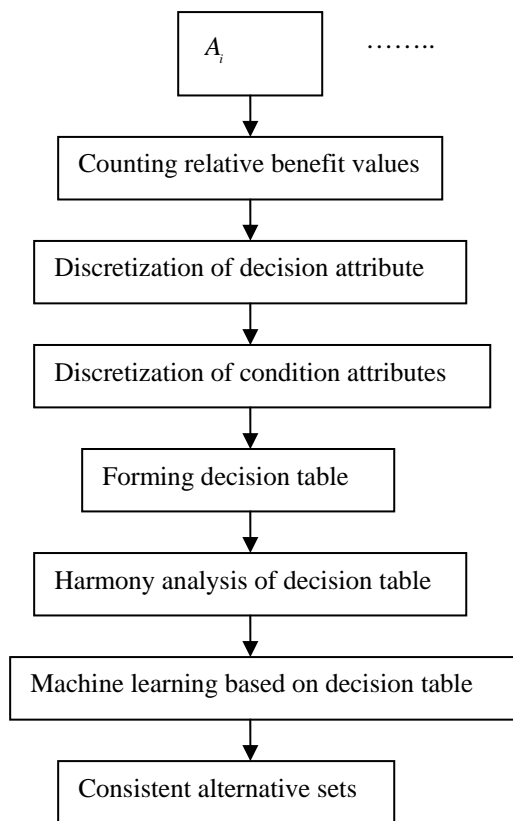 A_i ........
Counting relative benefit values
Discretization of decision attribute
Discretization of condition attributes
Forming decision table
Harmony analysis of decision table
Machine learning based on decision table
Consistent alternative sets